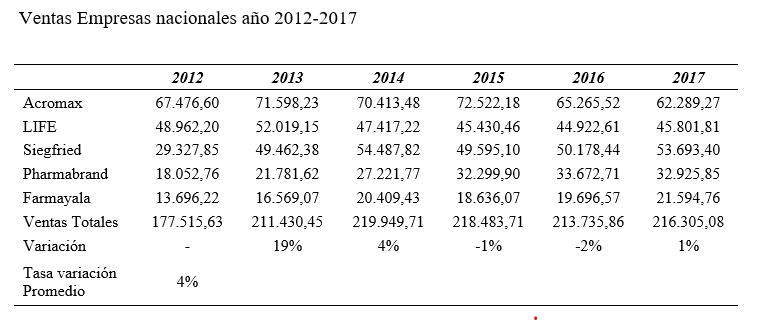 Ventas Empresas nacionales año 2012-2017
2012 2013 2014 2015 2016 2017
Acromax 67.476,60 71.598,23 70.413,48 72.522,18 65.265,52 62.289,27
LIFE 48.962,20 52.019,15 47.417,22 45.430,46 44.922,61 45.801,81
Siegfried 29.327,85 49.462,38 54.487,82 49.595,10 50.178,44 53.693,40
Pharmabrand 18.052,76 21.781,62 27.221,77 32.299,90 33.672,71 32.925,85
Farmayala 13.696,22 16.569,07 20.409,43 18.636,07 19.696,57 21.594,76
Ventas Totales 177.515,63 211.430,45 219.949,71 218.483,71 213.735,86 216.305,08
Variación - 19% 4% -1% -2% 1%
Tasa variación
Promedio 4%